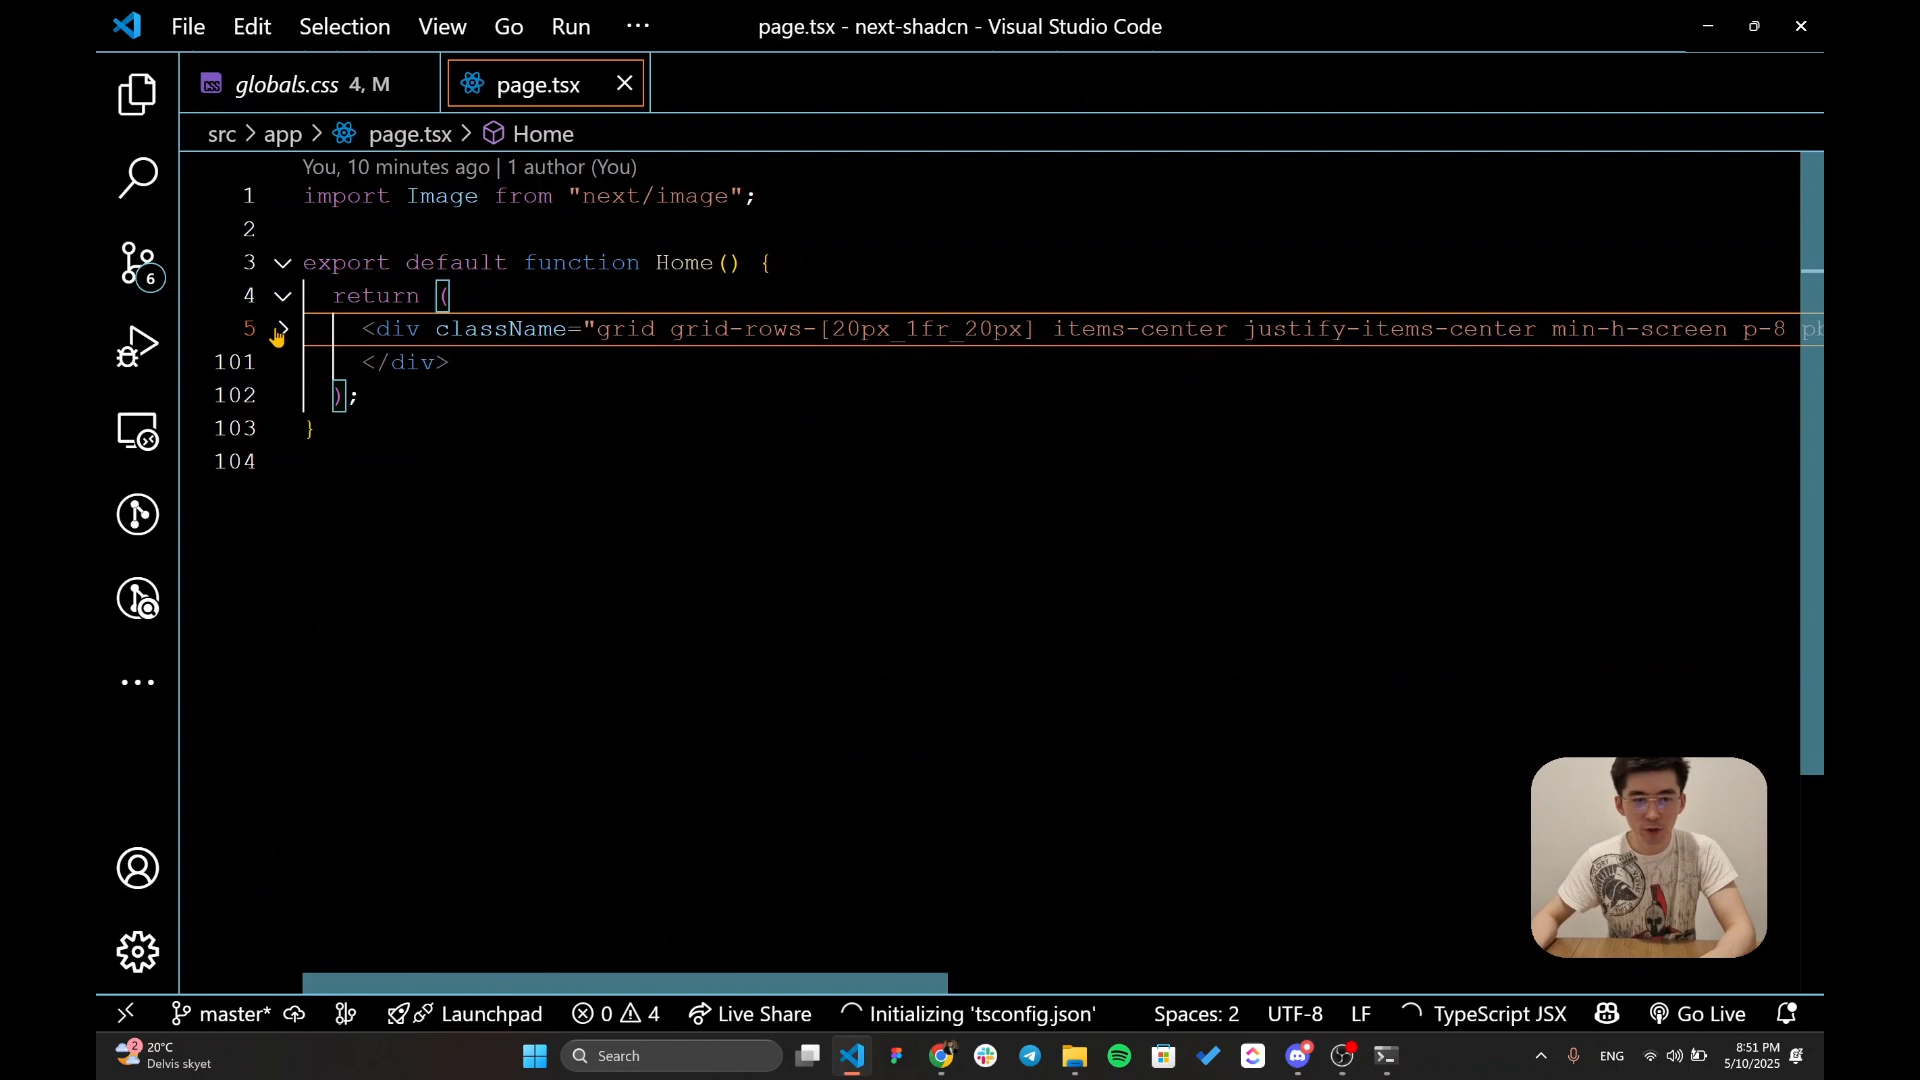 File Edit Selection View Go Run ··· page.tsx - next-shadcn - Visual Studio Code
globals.css 4, M page.tsx
src > app > page.tsx > Home
You, 10 minutes ago | 1 author (You)
1 import Image from "next/image";
2
3 export default function Home() {
4 return (
5 <div className="grid grid-rows-[20px_1fr_20px] items-center justify-items-center min-h-screen p-8 pb
101 </div>
102 );
103 }
104
6
master* Launchpad 0 4 Live Share Initializing 'tsconfig.json' Spaces: 2 UTF-8 LF TypeScript JSX Go Live
2 20°C
Delvis skyet
Search
ENG
8:51 PM
5/10/2025